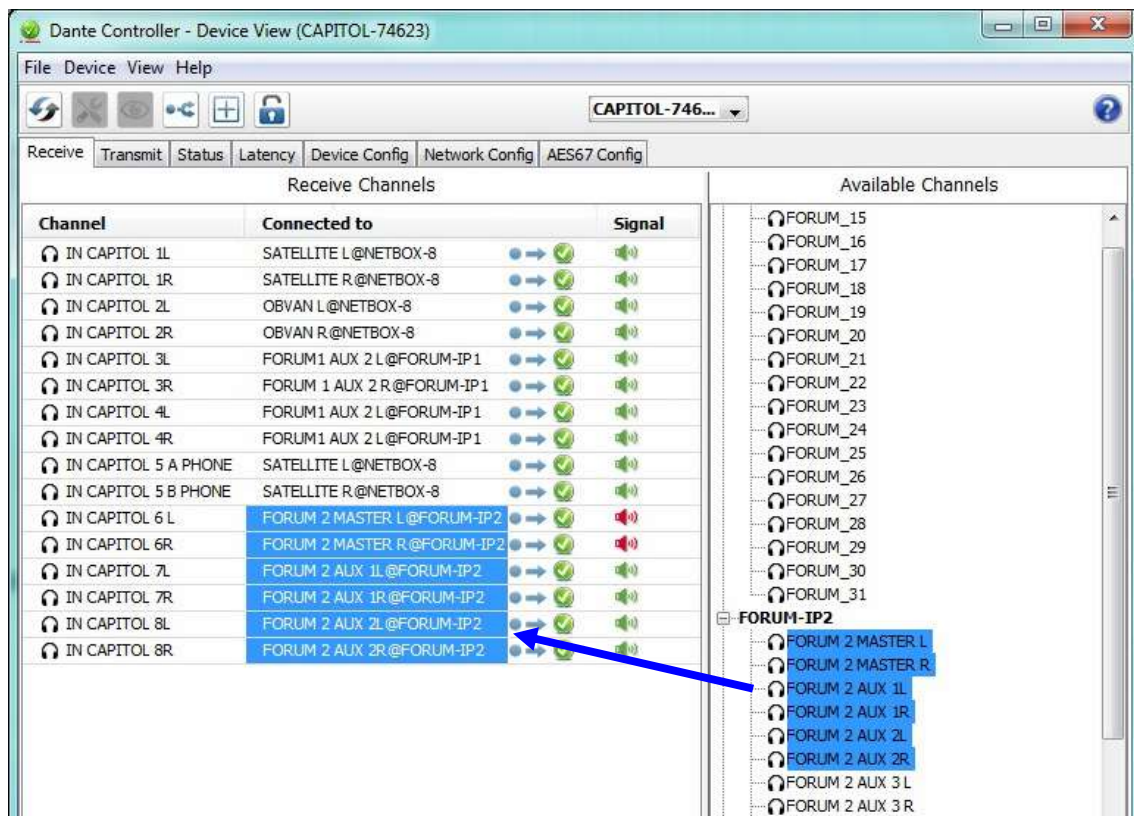 Dante Controller - Device View (CAPITOL-74623)
File Device View Help
CAPITOL-746...
Receive Transmit Status Latency Device Config Network Config AES67 Config
Receive Channels
Channel Connected to Signal
IN CAPITOL 1L SATELLITE L@NETBOX-8
IN CAPITOL 1R SATELLITE R@NETBOX-8
IN CAPITOL 2L OBVAN L@NETBOX-8
IN CAPITOL 2R OBVAN R@NETBOX-8
IN CAPITOL 3L FORUM1 AUX 2 L@FORUM-IP1
IN CAPITOL 3R FORUM 1 AUX 2 R@FORUM-IP1
IN CAPITOL 4L FORUM1 AUX 2 L@FORUM-IP1
IN CAPITOL 4R FORUM1 AUX 2 L@FORUM-IP1
IN CAPITOL 5 A PHONE SATELLITE L@NETBOX-8
IN CAPITOL 5 B PHONE SATELLITE R@NETBOX-8
IN CAPITOL 6 L FORUM 2 MASTER L@FORUM-IP2
IN CAPITOL 6R FORUM 2 MASTER R@FORUM-IP2
IN CAPITOL 7L FORUM 2 AUX 1L@FORUM-IP2
IN CAPITOL 7R FORUM 2 AUX 1R@FORUM-IP2
IN CAPITOL 8L FORUM 2 AUX 2L@FORUM-IP2
IN CAPITOL 8R FORUM 2 AUX 2R@FORUM-IP2
Available Channels
FORUM_15
FORUM_16
FORUM_17
FORUM_18
FORUM_19
FORUM_20
FORUM_21
FORUM_22
FORUM_23
FORUM_24
FORUM_25
FORUM_26
FORUM_27
FORUM_28
FORUM_29
FORUM_30
FORUM_31
FORUM-IP2
FORUM 2 MASTER L
FORUM 2 MASTER R
FORUM 2 AUX 1L
FORUM 2 AUX 1R
FORUM 2 AUX 2L
FORUM 2 AUX 2R
FORUM 2 AUX 3 L
FORUM 2 AUX 3 R